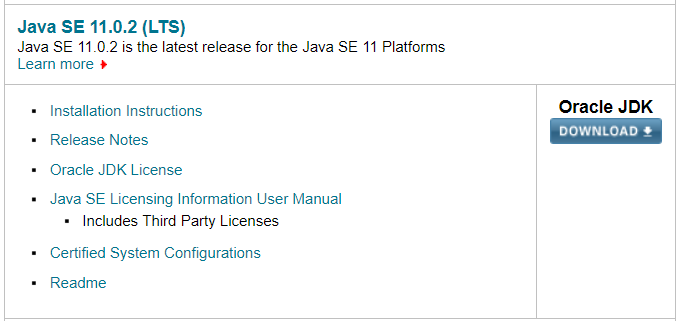 Java SE 11.0.2 (LTS)
Java SE 11.0.2 is the latest release for the Java SE 11 Platforms
Learn more
Installation Instructions
Release Notes
Oracle JDK License
Java SE Licensing Information User Manual
Includes Third Party Licenses
Certified System Configurations
Readme
Oracle JDK
DOWNLOAD